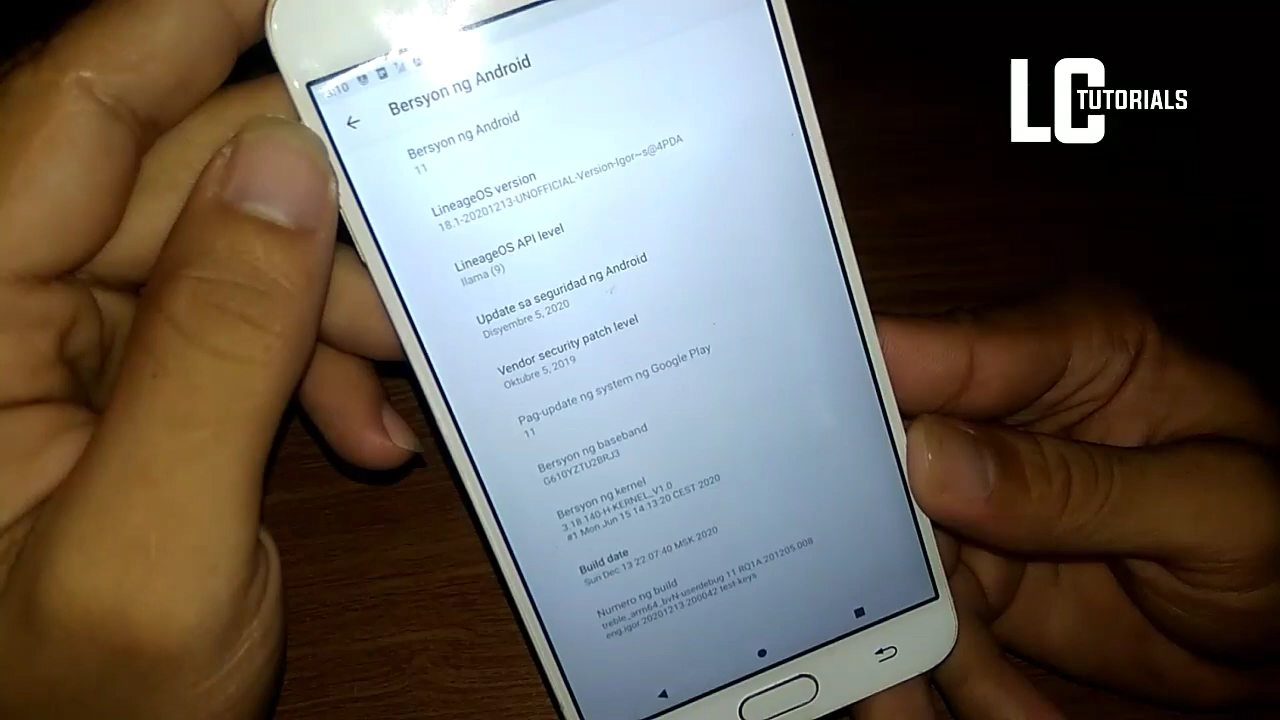 LC TUTORIALS
3:10
Bersyon ng Android
Bersyon ng Android
11
LineageOS version
18.1-20201213-UNOFFICIAL-Version-Igor~s@4PDA
LineageOS API level
Ilama (9)
Update sa seguridad ng Android
Disyembre 5, 2020
Vendor security patch level
Oktubre 5, 2019
Pag-update ng system ng Google Play
11
Bersyon ng baseband
G610YZTU2BRJ3
Bersyon ng kernel
3.18.140-H-KERNEL_V1.0
#1 Mon Jun 15 14:13:20 CEST 2020
Build date
Sun Dec 13 22:07:40 MSK 2020
Numero ng build
treble_arm64_bvN-userdebug 11 RQ1A.201205.008
eng.igor.20201213.200042 test-keys